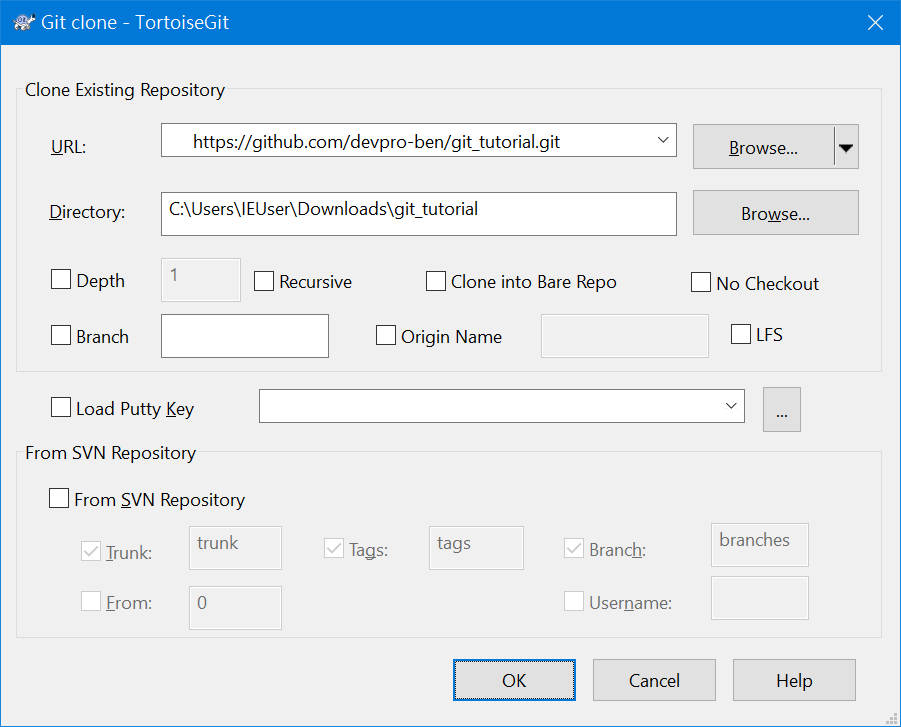 Git clone - TortoiseGit
Clone Existing Repository
URL: https://github.com/devpro-ben/git_tutorial.git Browse...
Directory: C:\Users\IEUser\Downloads\git_tutorial Browse...
Depth 1 Recursive Clone into Bare Repo No Checkout
Branch Origin Name LFS
Load Putty Key ...
From SVN Repository
From SVN Repository
Trunk: trunk Tags: tags Branch: branches
From: 0 Username:
OK Cancel Help